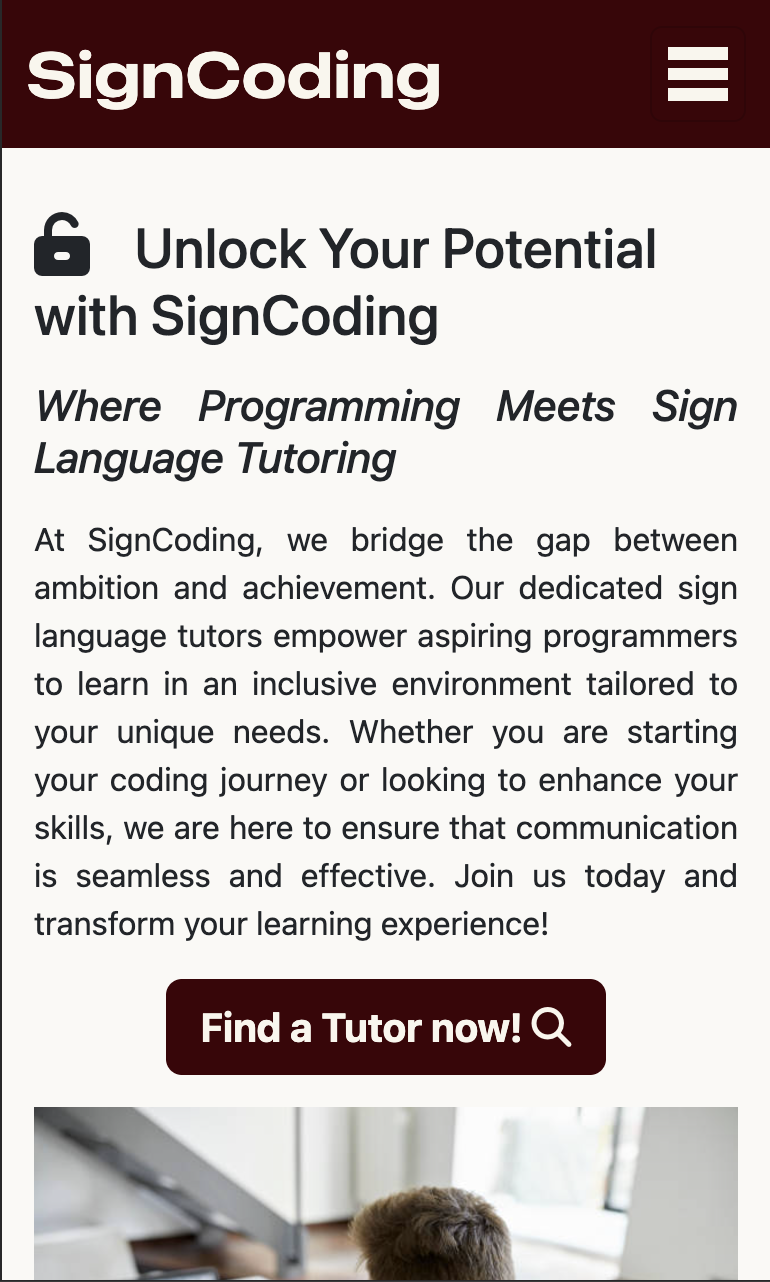 SignCoding
Unlock Your Potential
with SignCoding
Where Programming Meets Sign
Language Tutoring
At SignCoding, we bridge the gap between
ambition and achievement. Our dedicated sign
language tutors empower aspiring programmers
to learn in an inclusive environment tailored to
your unique needs. Whether you are starting
your coding journey or looking to enhance your
skills, we are here to ensure that communication
is seamless and effective. Join us today and
transform your learning experience!
Find a Tutor now!